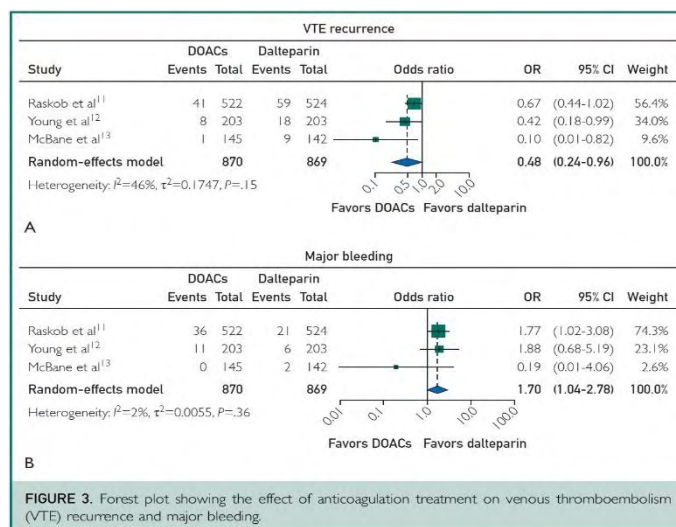 VTE recurrence
DOACs Dalteparin
Study Events Total Events Total Odds ratio OR 95% CI Weight
Raskob et al11 41 522 59 524 0.67 (0.44-1.02) 56.4%
Young et al12 8 203 18 203 0.42 (0.18-0.99) 34.0%
McBane et al13 1 145 9 142 0.10 (0.01-0.82) 9.6%
Random-effects model 870 869 0.48 (0.24-0.96) 100.0%
Heterogeneity: I2=46%, τ2=0.1747, P=.15
0.1 0.5 1.0 2.0 10.0
Favors DOACs Favors dalteparin
A
Major bleeding
DOACs Dalteparin
Study Events Total Events Total Odds ratio OR 95% CI Weight
Raskob et al11 36 522 21 524 1.77 (1.02-3.08) 74.3%
Young et al12 11 203 6 203 1.88 (0.68-5.19) 23.1%
McBane et al13 0 145 2 142 0.19 (0.01-4.06) 2.6%
Random-effects model 870 869 1.70 (1.04-2.78) 100.0%
Heterogeneity: I2=2%, τ2=0.0055, P=.36
0.01 0.1 1.0 10.0 100.0
Favors DOACs Favors dalteparin
B
FIGURE 3. Forest plot showing the effect of anticoagulation treatment on venous thromboembolism
(VTE) recurrence and major bleeding.